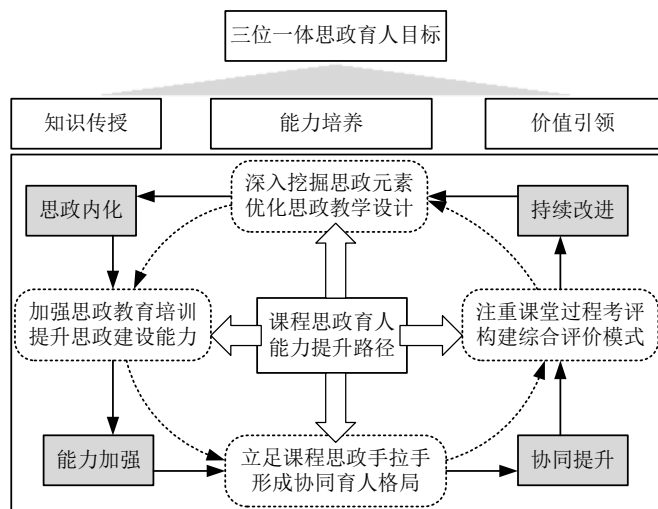 三位一体思政育人目标
知识传授
能力培养
价值引领
深入挖掘思政元素
优化思政教学设计
思政内化
持续改进
加强思政教育培训
提升思政建设能力
课程思政育人
能力提升路径
注重课堂过程考评
构建综合评价模式
能力加强
立足课程思政手拉手
形成协同育人格局
协同提升